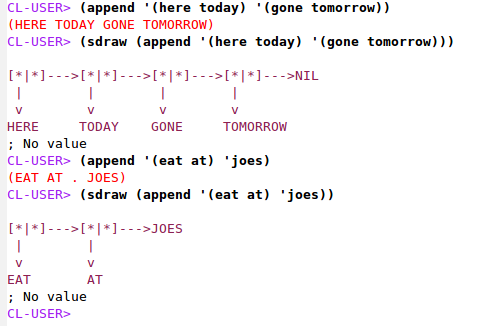 CL-USER> (append '(here today) '(gone tomorrow))
(HERE TODAY GONE TOMORROW)
CL-USER> (sdraw (append '(here today) '(gone tomorrow)))

[*|*]--->[*|*]--->[*|*]--->[*|*]--->NIL
 |        |        |        |
 v        v        v        v
HERE     TODAY    GONE     TOMORROW
; No value
CL-USER> (append '(eat at) 'joes)
(EAT AT . JOES)
CL-USER> (sdraw (append '(eat at) 'joes))

[*|*]--->[*|*]--->JOES
 |        |
 v        v
EAT      AT
; No value
CL-USER>